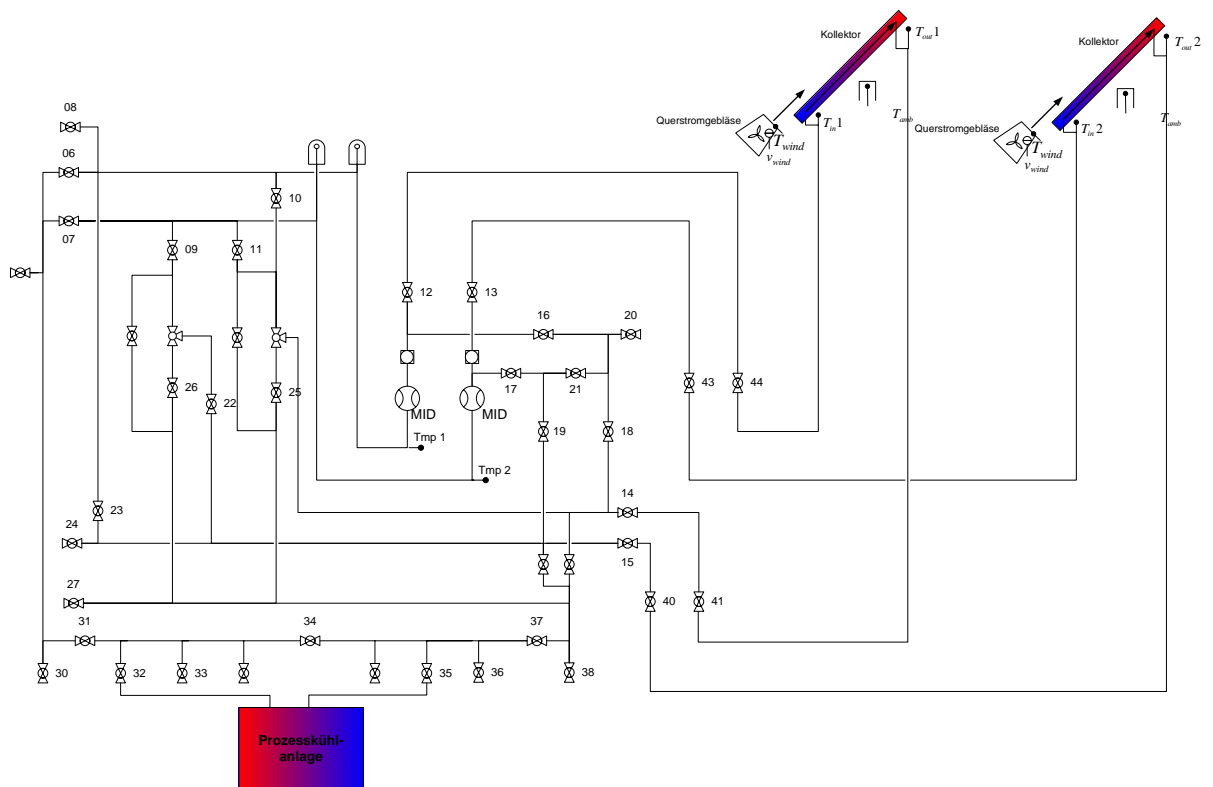 Kollektor
T_out 1
Kollektor
T_out 2
Querstromgebläse
T_in 1
T_amb
T_wind
v_wind
Querstromgebläse
T_in 2
T_amb
T_wind
v_wind
08
06
10
07
09
11
12
13
16
20
17
21
26
22
25
MID
MID
43
44
19
18
Tmp 1
Tmp 2
23
14
24
15
27
40
41
31
34
37
30
32
33
35
36
38
Prozesskühl-
anlage